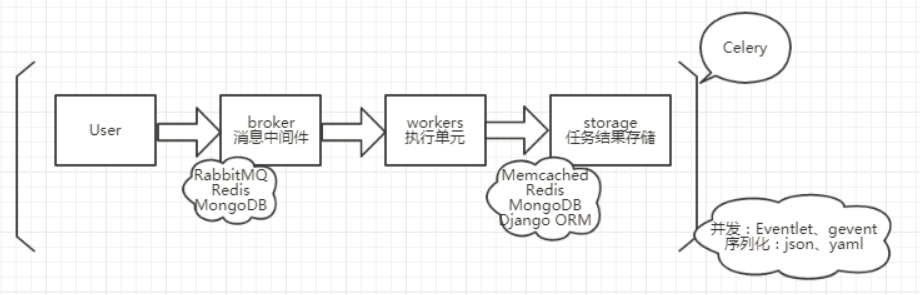 Celery
User
broker
消息中间件
workers
执行单元
storage
任务结果存储
RabbitMQ
Redis
MongoDB
Memcached
Redis
MongoDB
Django ORM
并发：Eventlet、gevent
序列化：json、yaml